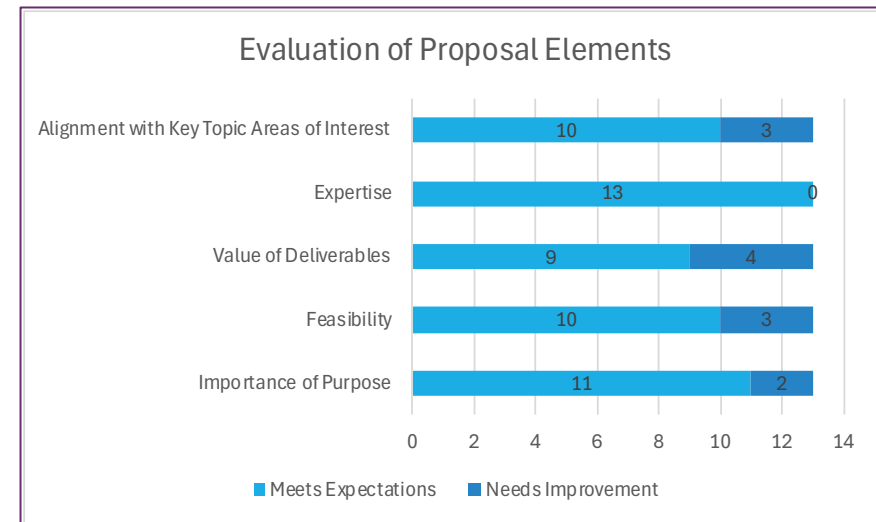 Evaluation of Proposal Elements
Alignment with Key Topic Areas of Interest 10 3
Expertise 13 0
Value of Deliverables 9 4
Feasibility 10 3
Importance of Purpose 11 2
0 2 4 6 8 10 12 14
Meets Expectations Needs Improvement